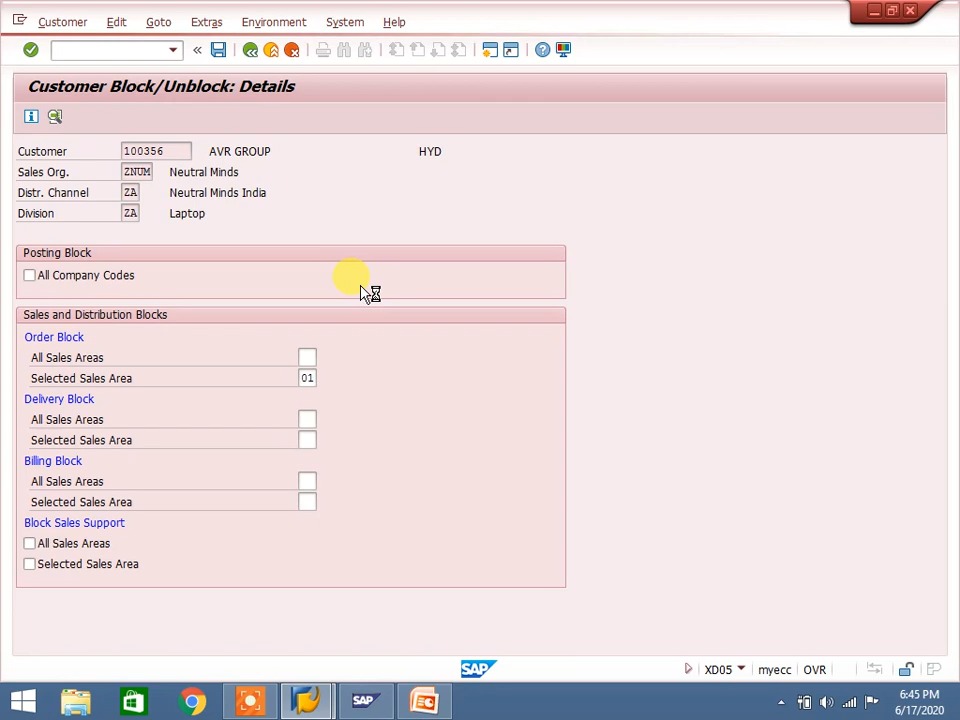 Customer Edit Goto Extras Environment System Help
Customer Block/Unblock: Details
Customer 100356 AVR GROUP HYD
Sales Org. ZNUM Neutral Minds
Distr. Channel ZA Neutral Minds India
Division ZA Laptop
Posting Block
All Company Codes
Sales and Distribution Blocks
Order Block
All Sales Areas
Selected Sales Area 01
Delivery Block
All Sales Areas
Selected Sales Area
Billing Block
All Sales Areas
Selected Sales Area
Block Sales Support
All Sales Areas
Selected Sales Area
SAP XD05 myecc OVR
SAP
6:45 PM
6/17/2020